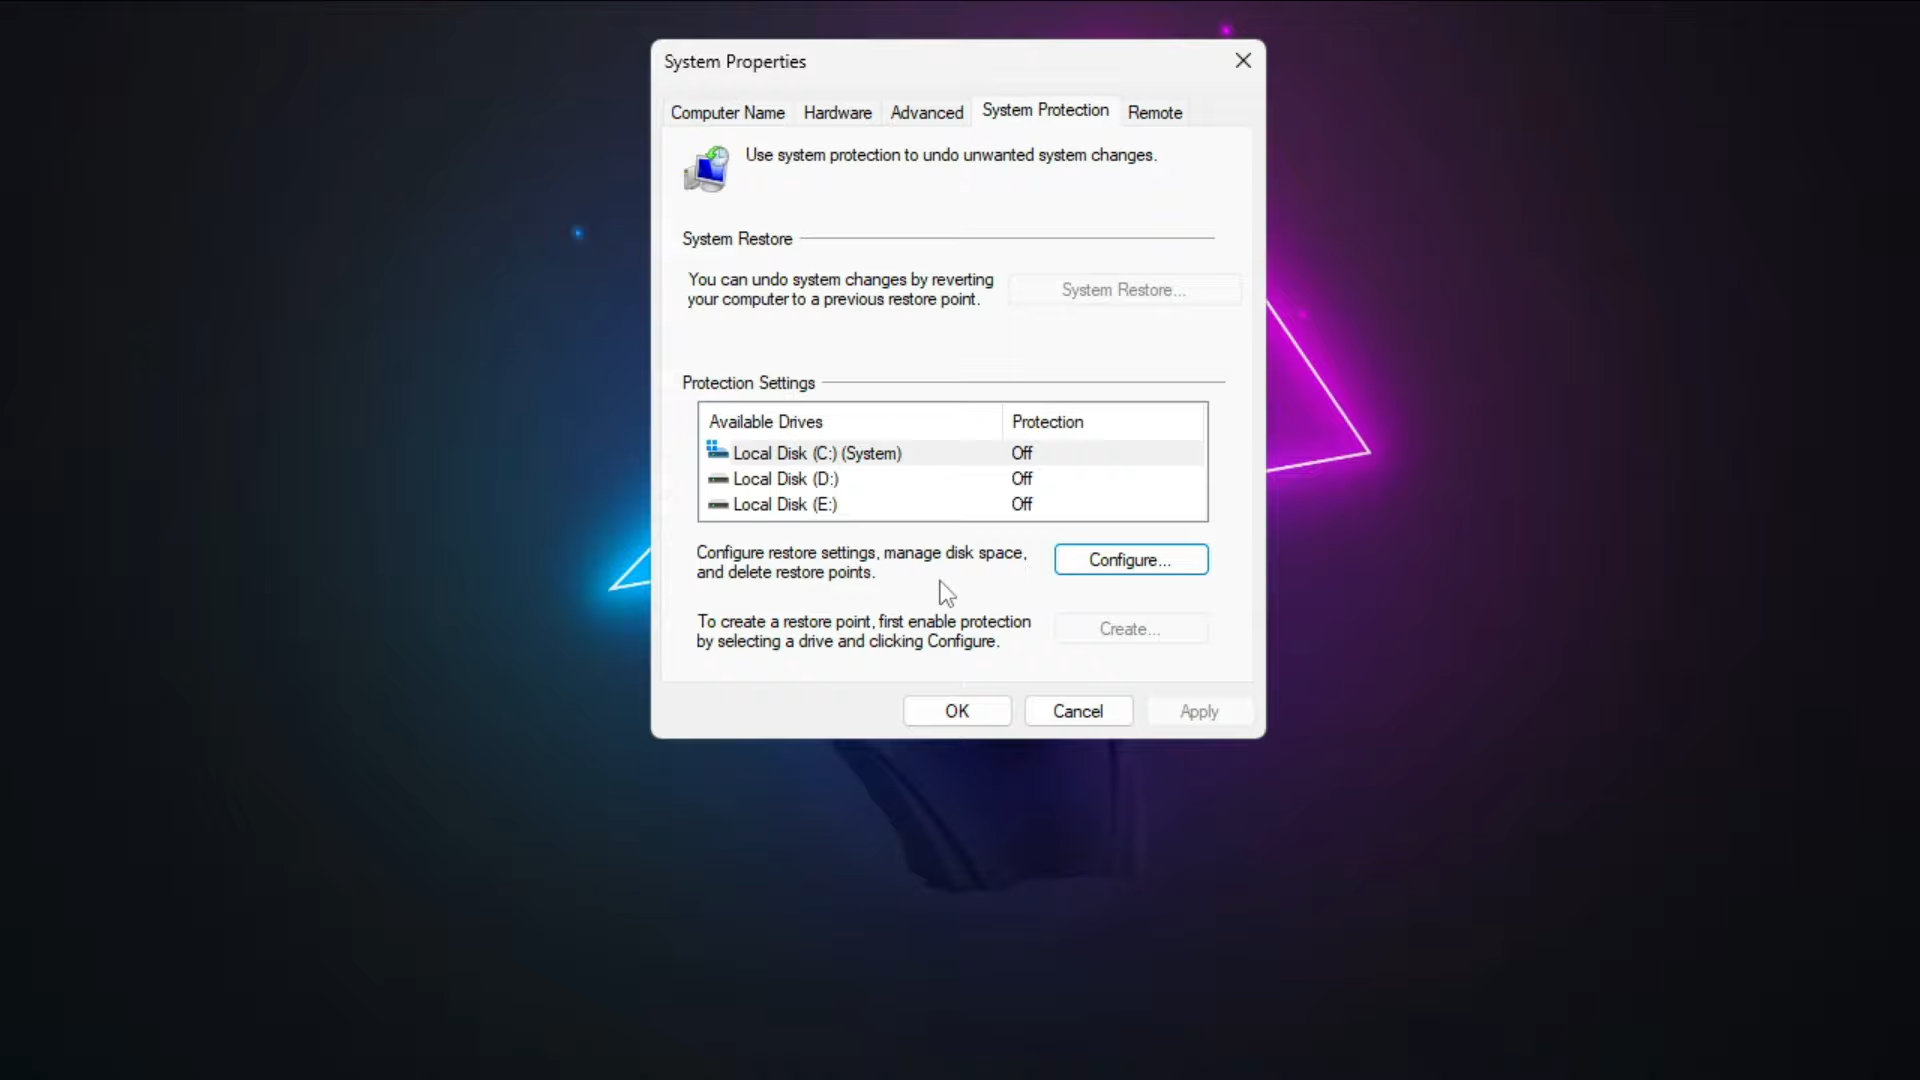 System Properties
Computer Name Hardware Advanced System Protection Remote
Use system protection to undo unwanted system changes.
System Restore
You can undo system changes by reverting
your computer to a previous restore point.
System Restore...
Protection Settings
Available Drives Protection
Local Disk (C:) (System) Off
Local Disk (D:) Off
Local Disk (E:) Off
Configure restore settings, manage disk space,
and delete restore points.
Configure...
To create a restore point, first enable protection
by selecting a drive and clicking Configure.
Create...
OK Cancel Apply